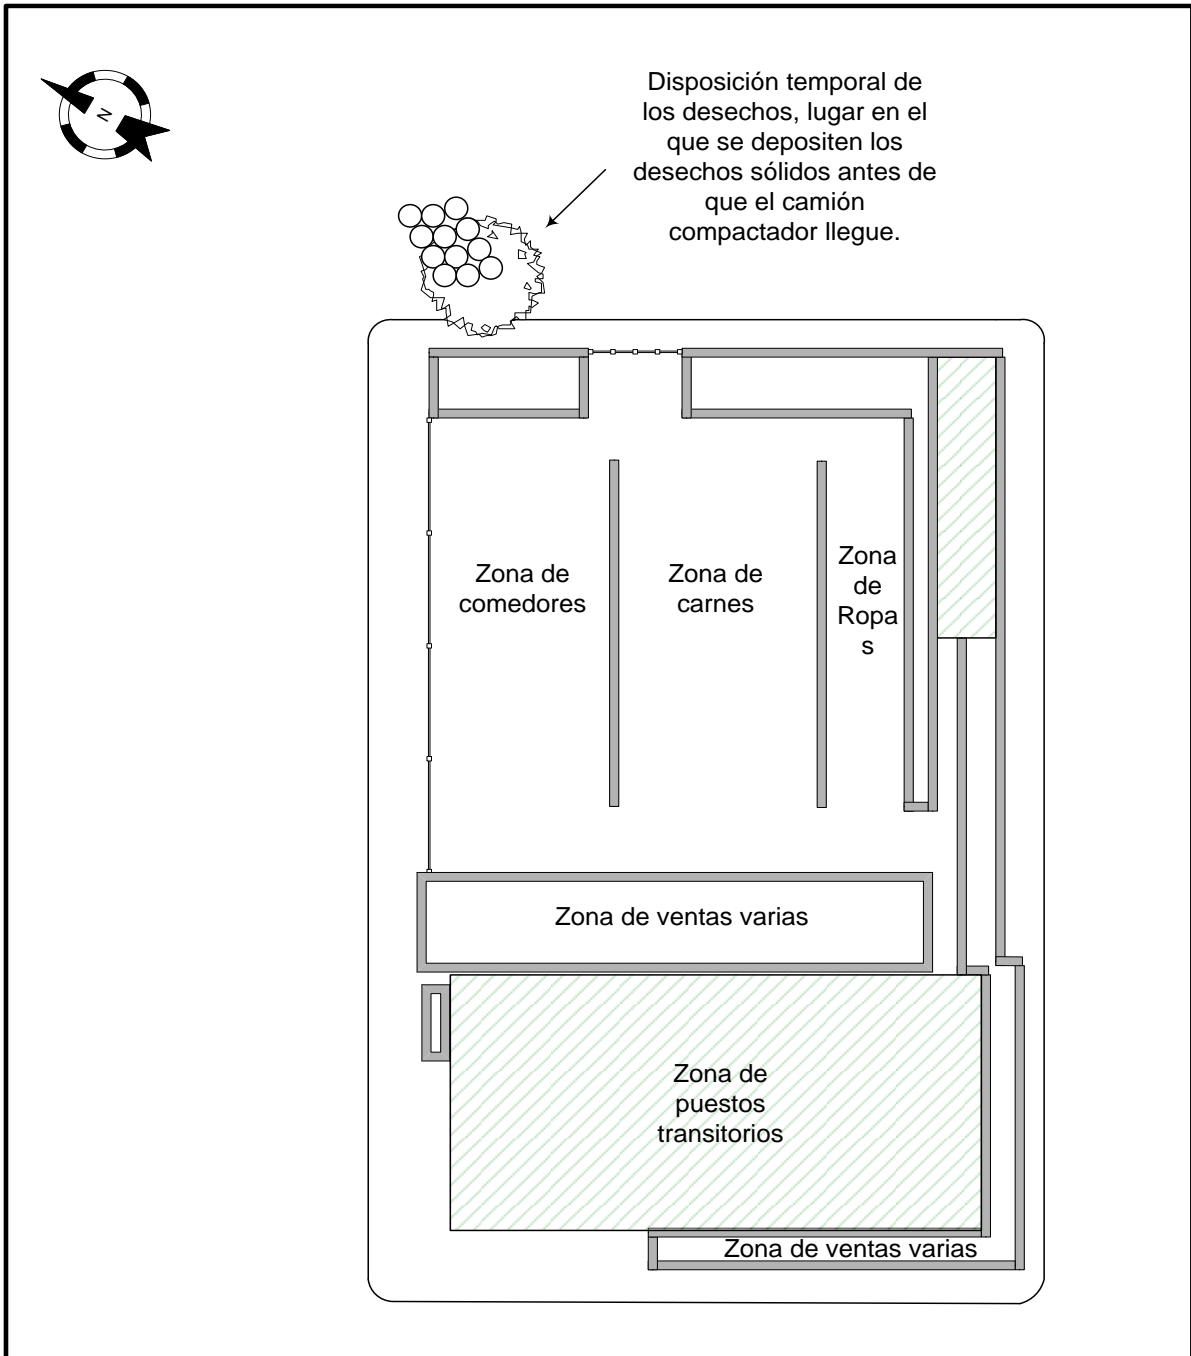 N
Disposición temporal de
los desechos, lugar en el
que se depositen los
desechos sólidos antes de
que el camión
compactador llegue.
Zona de
comedores
Zona de
carnes
Zona
de
Ropa
s
Zona de ventas varias
Zona de
puestos
transitorios
Zona de ventas varias